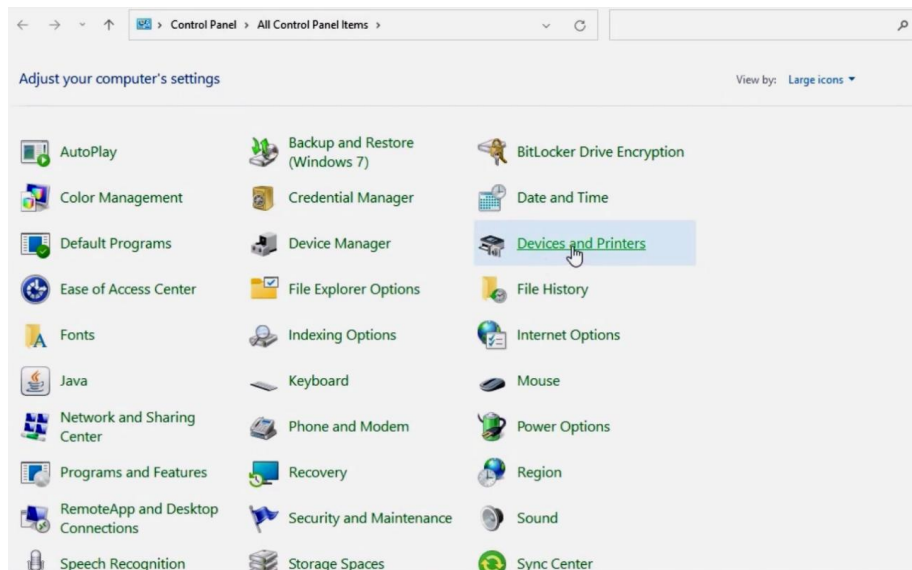 Control Panel > All Control Panel Items >
Adjust your computer's settings
View by: Large icons
AutoPlay
Backup and Restore
(Windows 7)
BitLocker Drive Encryption
Color Management
Credential Manager
Date and Time
Default Programs
Device Manager
Devices and Printers
Ease of Access Center
File Explorer Options
File History
Fonts
Indexing Options
Internet Options
Java
Keyboard
Mouse
Network and Sharing
Center
Phone and Modem
Power Options
Programs and Features
Recovery
Region
RemoteApp and Desktop
Connections
Security and Maintenance
Sound
Speech Recognition
Storage Spaces
Sync Center